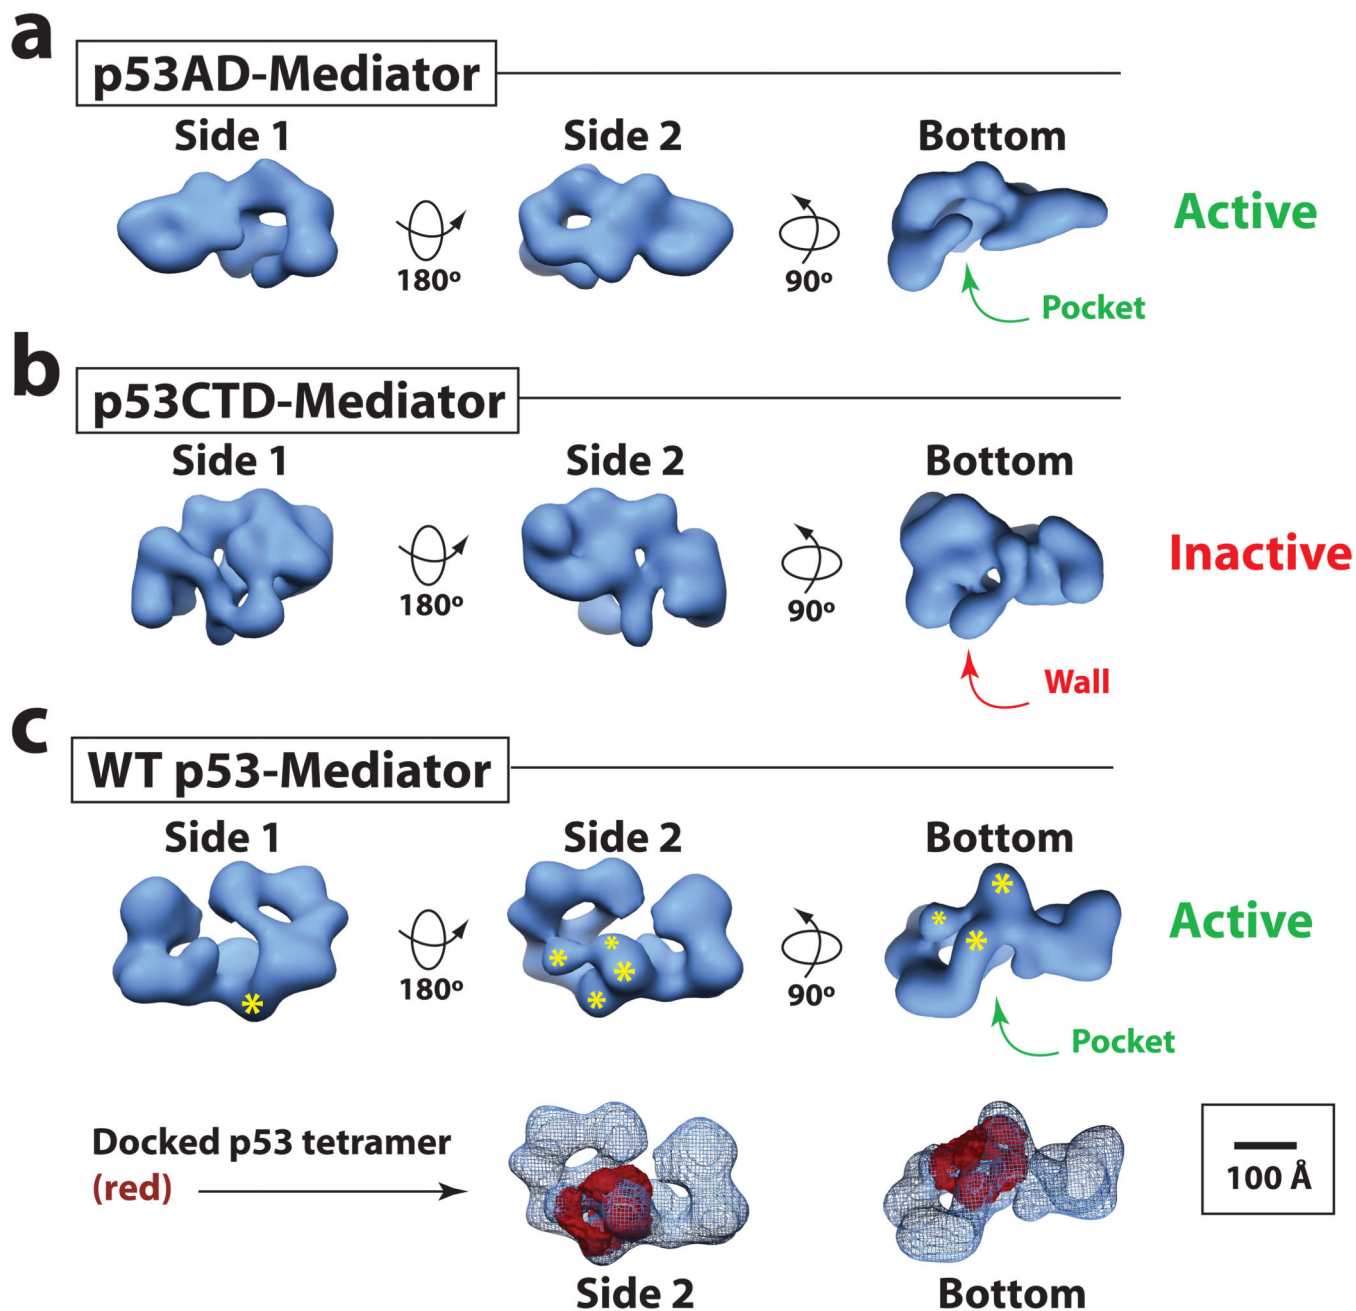 a
p53AD-Mediator
Side 1
Side 2
Bottom
180º
90º
Active
Pocket
b
p53CTD-Mediator
Side 1
Side 2
Bottom
180º
90º
Inactive
Wall
c
WT p53-Mediator
Side 1
Side 2
Bottom
*
*
*
*
*
*
*
*
180º
90º
Active
Pocket
Docked p53 tetramer
(red)
100 Å
Side 2
Bottom